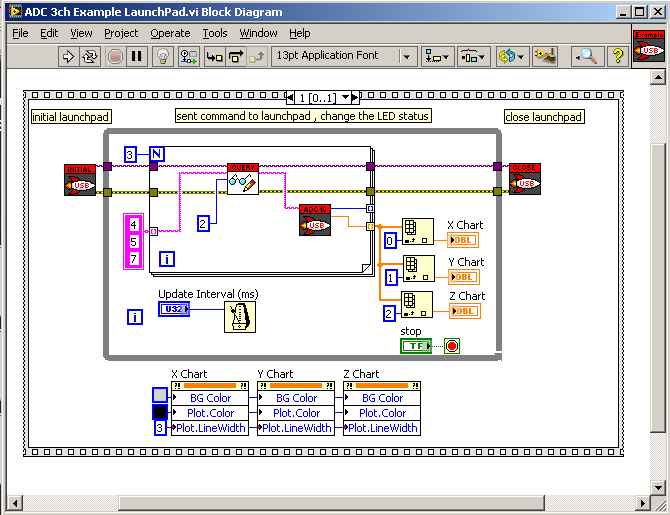 ADC 3ch Example LaunchPad.vi Block Diagram
File Edit View Project Operate Tools Window Help
13pt Application Font
?
Example
USB
1 [0..1]
initial launchpad
sent command to launchpad , change the LED status
close launchpad
3 N
INITIAL
USB
QUERY
CLOSE
USB
2
ADC10
USB
4
5
7
i
0
X Chart
DBL
1
Y Chart
DBL
2
Z Chart
DBL
Update Interval (ms)
U32
i
stop
TF
X Chart Y Chart Z Chart
?! ?! ?! ?! ?! ?!
BG Color BG Color BG Color
Plot.Color Plot.Color Plot.Color
3 Plot.LineWidth Plot.LineWidth Plot.LineWidth